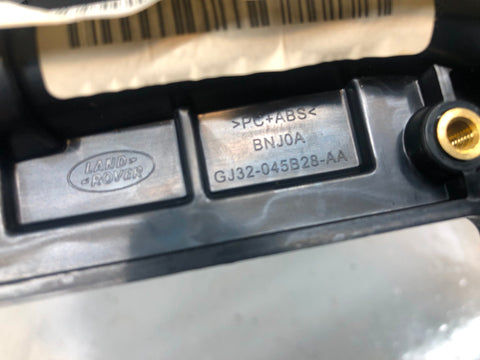 LAND-
-ROVER
>PC+ABS<
BNJ0A
GJ32-045B28-AA